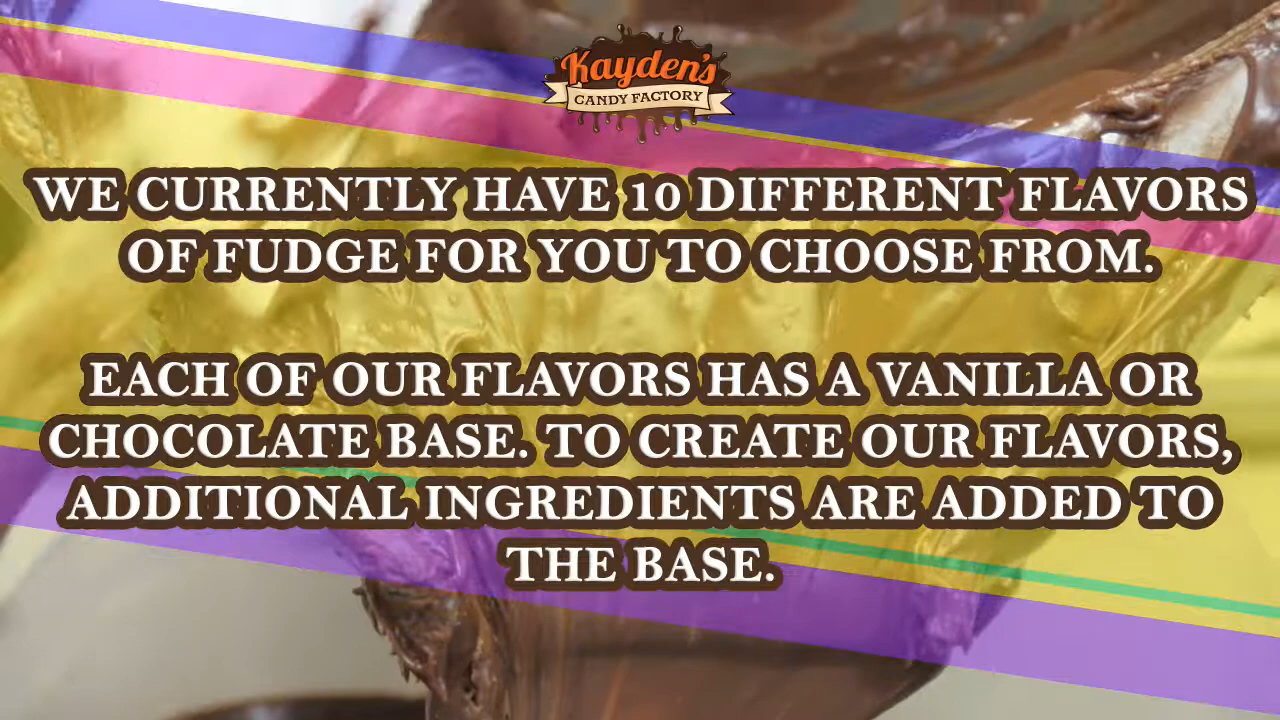 Kayden's
CANDY FACTORY
WE CURRENTLY HAVE 10 DIFFERENT FLAVORS
OF FUDGE FOR YOU TO CHOOSE FROM.
EACH OF OUR FLAVORS HAS A VANILLA OR
CHOCOLATE BASE. TO CREATE OUR FLAVORS,
ADDITIONAL INGREDIENTS ARE ADDED TO
THE BASE.